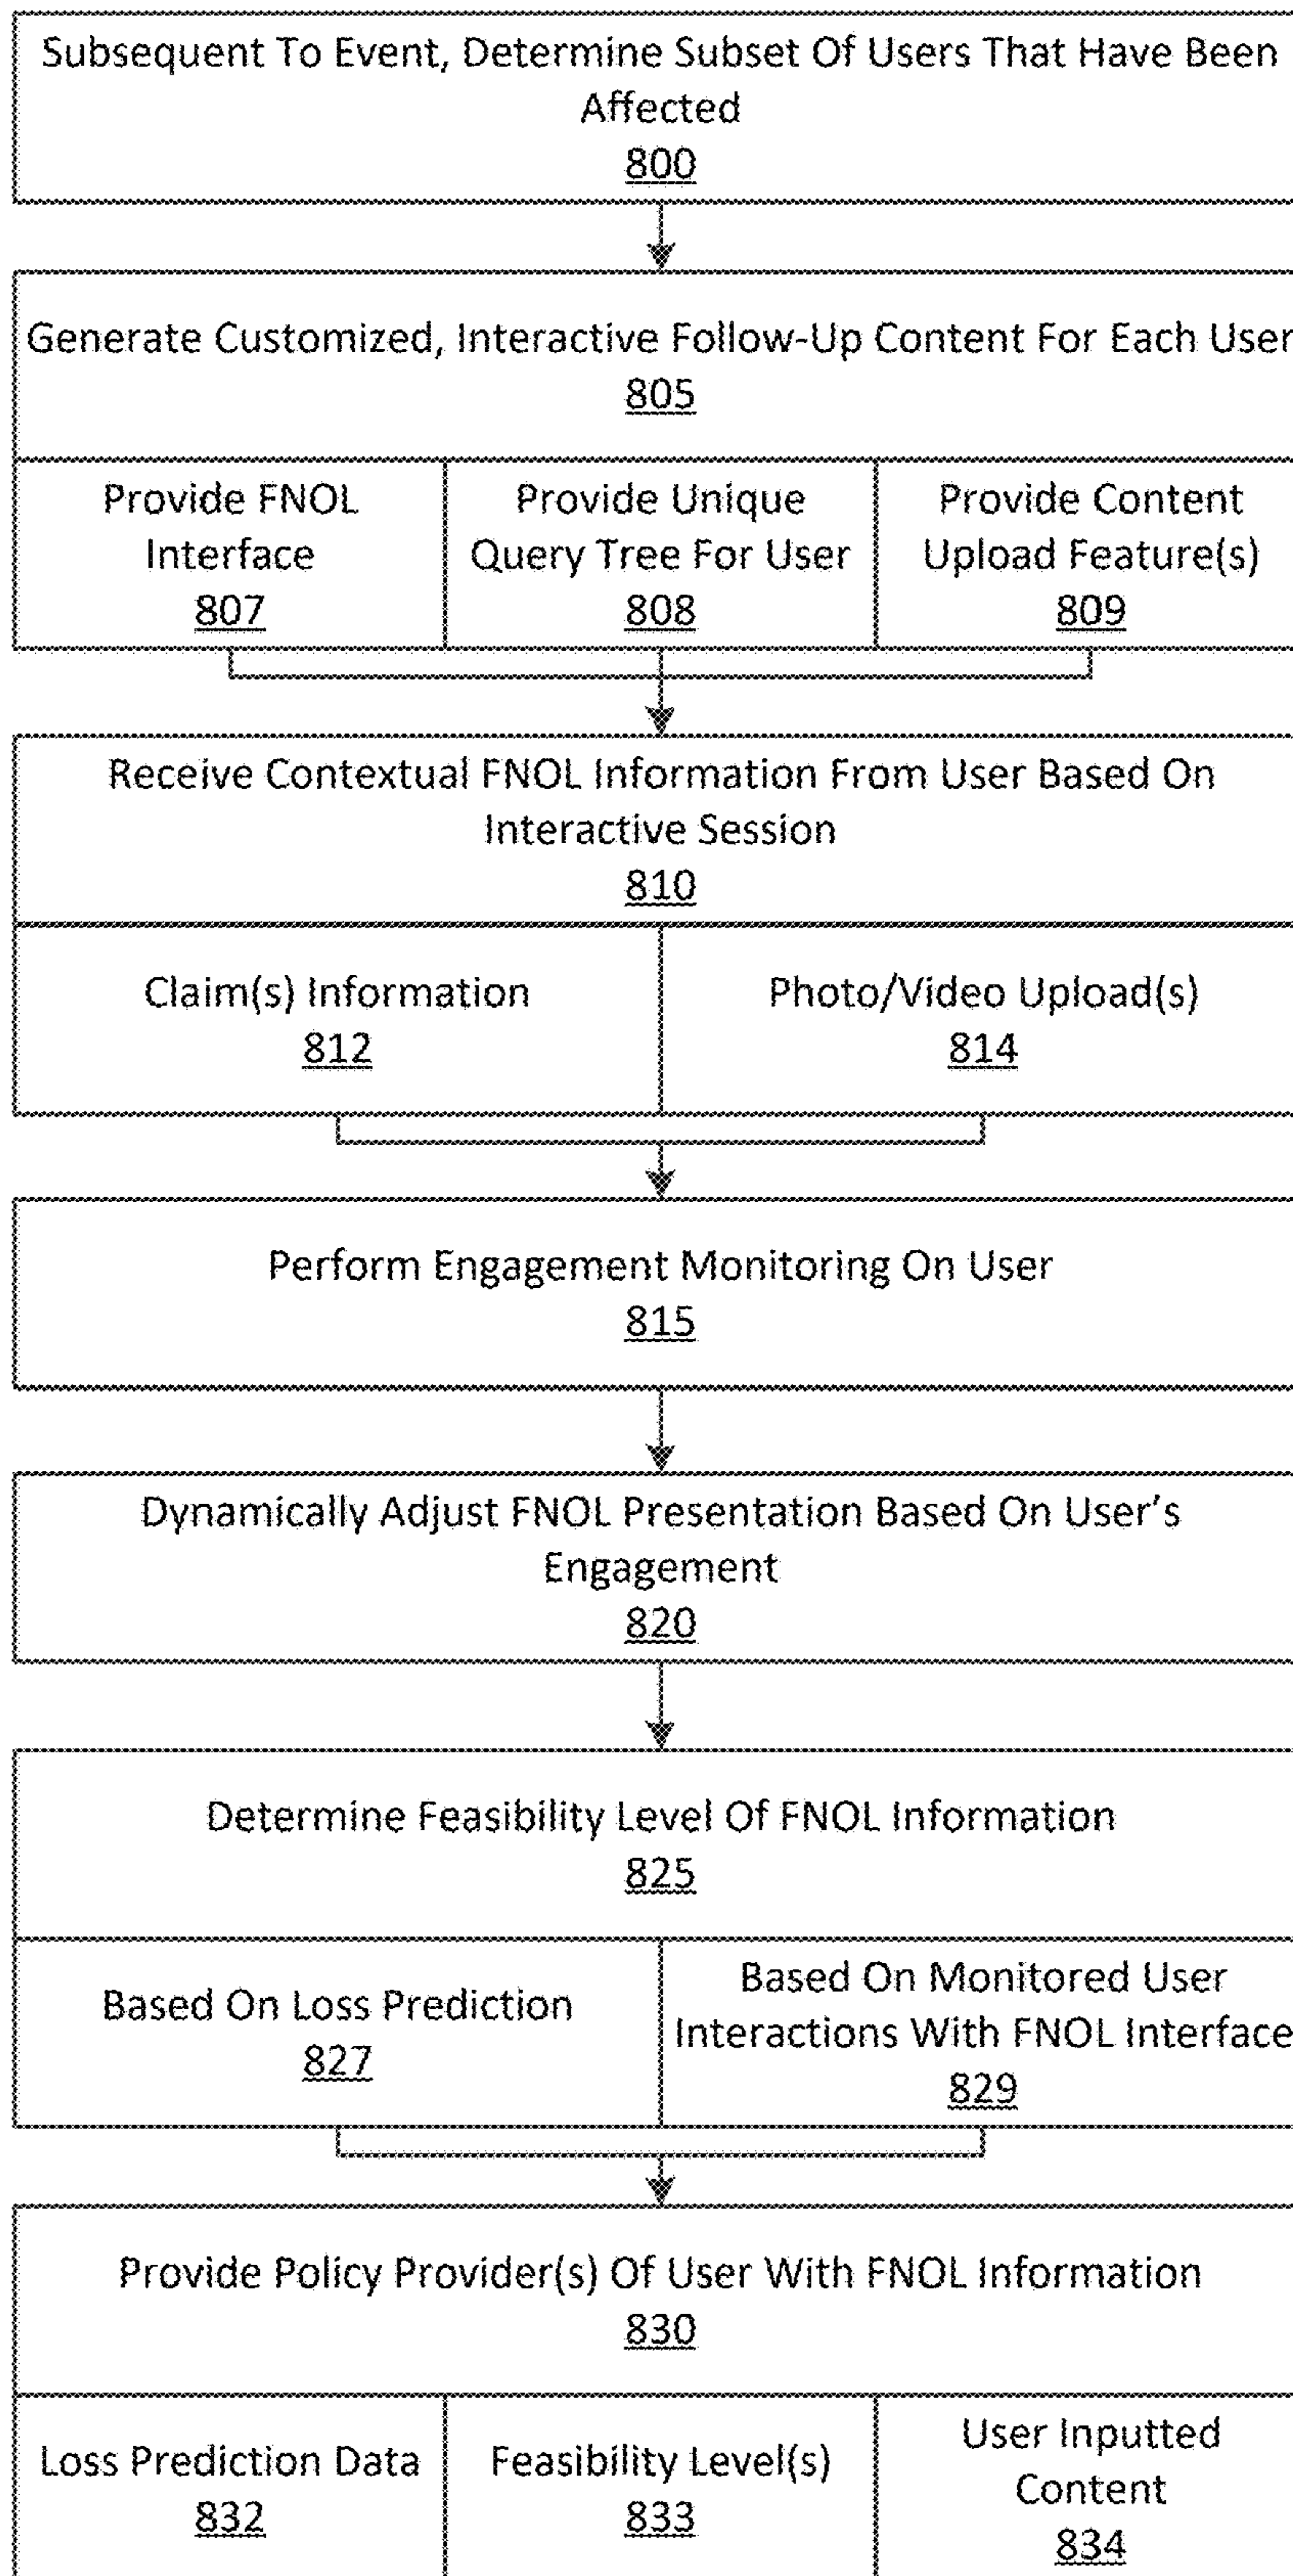 Subsequent To Event, Determine Subset Of Users That Have Been
Affected
800
Generate Customized, Interactive Follow-Up Content For Each User
805
Provide FNOL
Interface
807
Provide Unique
Query Tree For User
808
Provide Content
Upload Feature(s)
809
Receive Contextual FNOL Information From User Based On
Interactive Session
810
Claim(s) Information
812
Photo/Video Upload(s)
814
Perform Engagement Monitoring On User
815
Dynamically Adjust FNOL Presentation Based On User's
Engagement
820
Determine Feasibility Level Of FNOL Information
825
Based On Loss Prediction
827
Based On Monitored User
Interactions With FNOL Interface
829
Provide Policy Provider(s) Of User With FNOL Information
830
Loss Prediction Data
832
Feasibility Level(s)
833
User Inputted
Content
834